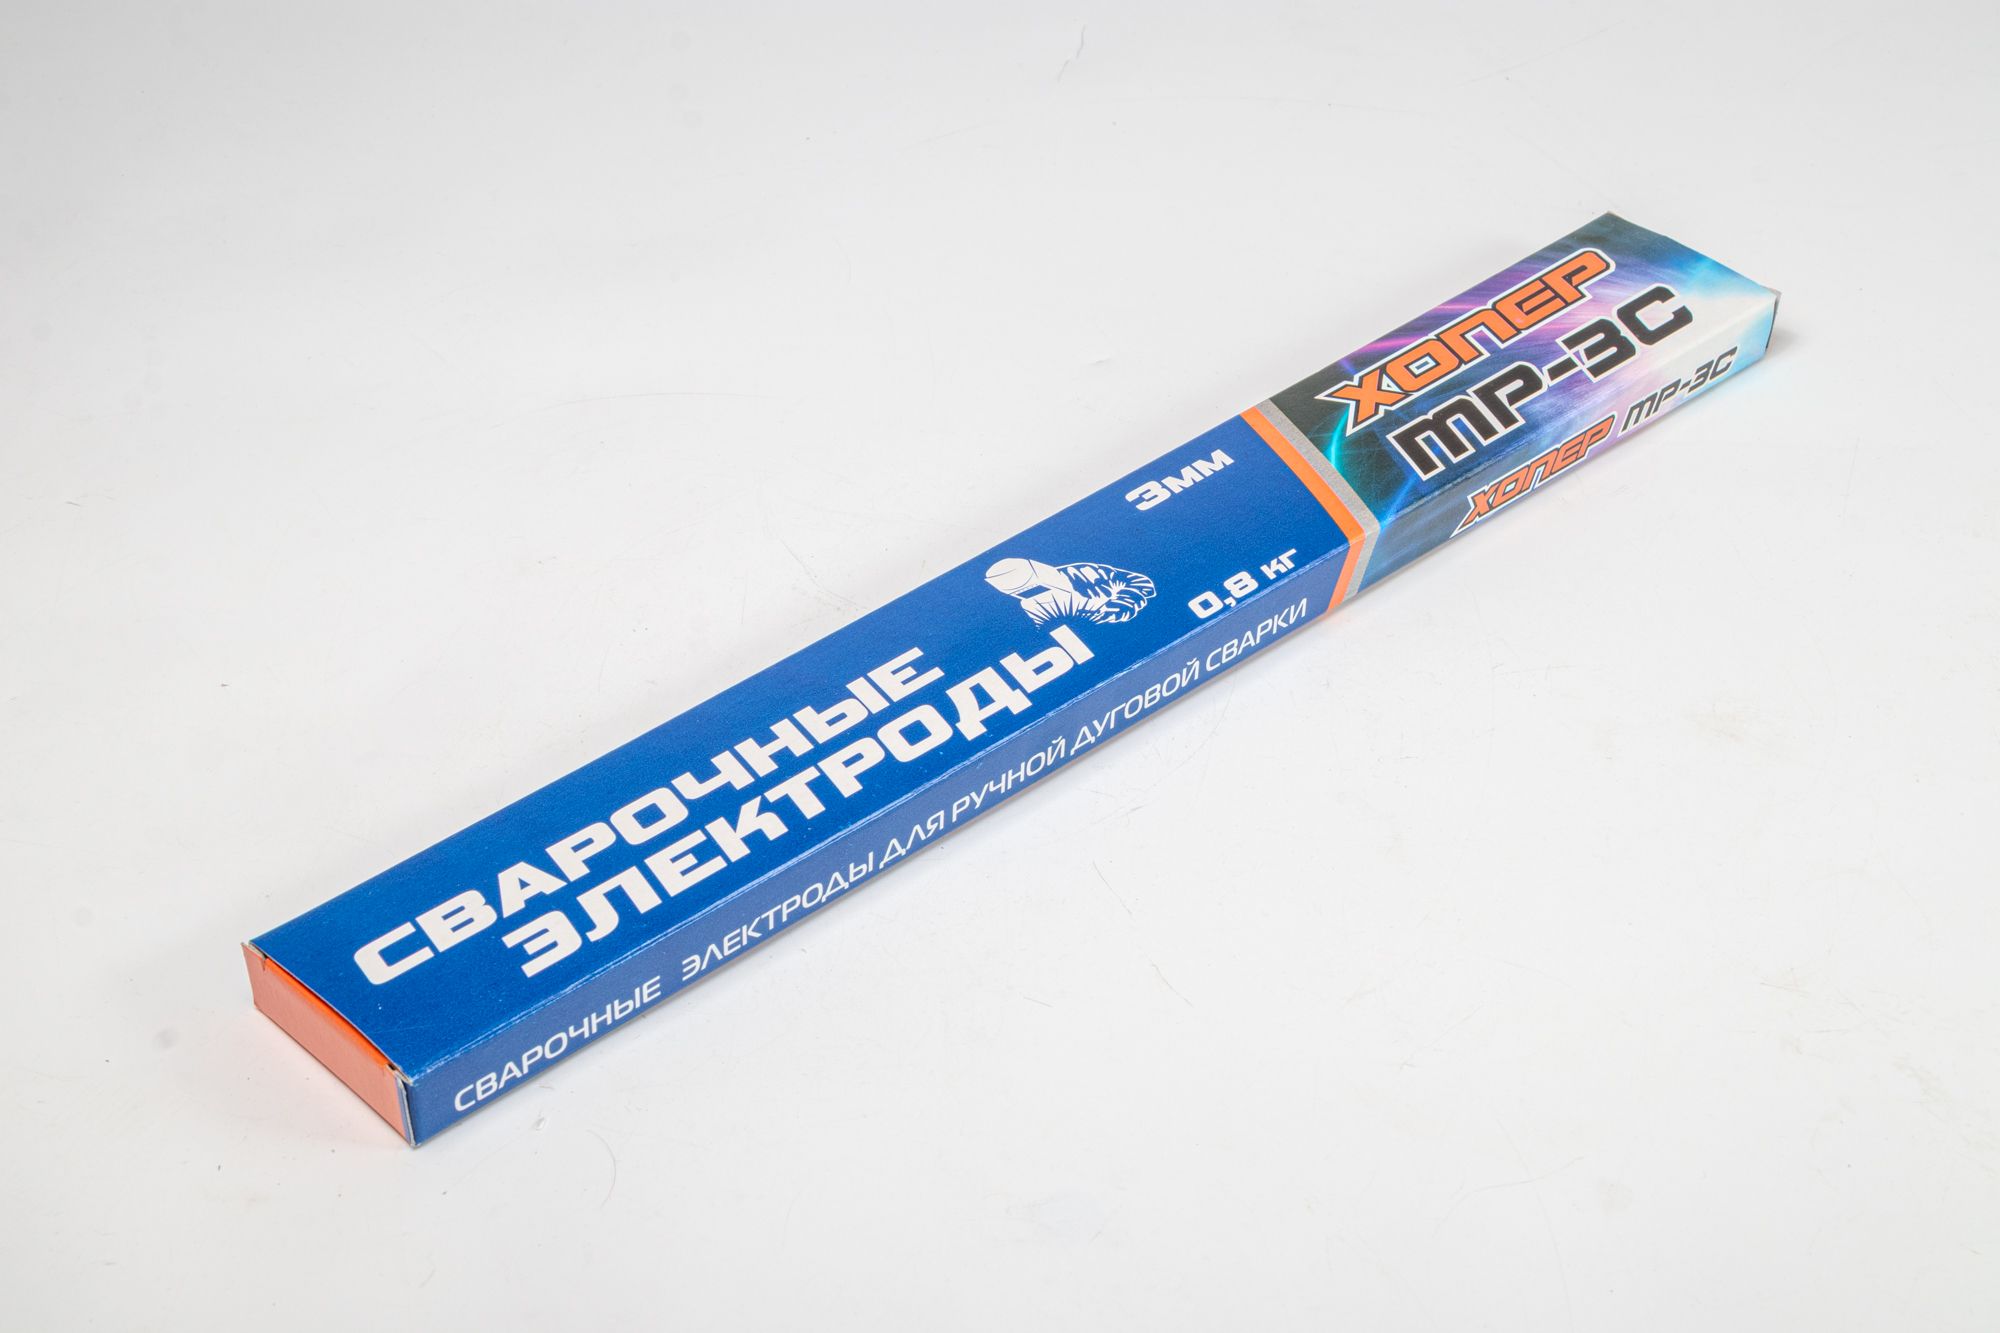 СВАРОЧНЫЕ
ЭЛЕКТРОДЫ
3мм
0,8 кг
ХОПЕР
МР-3С
СВАРОЧНЫЕ ЭЛЕКТРОДЫ ДЛЯ РУЧНОЙ ДУГОВОЙ СВАРКИ
ХОПЕР МР-3С